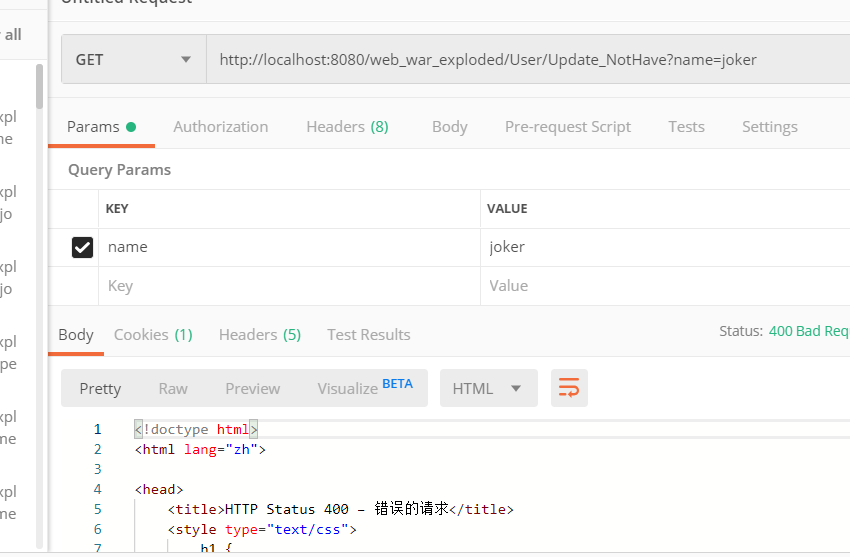 Untitled Request
all
GET http://localhost:8080/web_war_exploded/User/Update_NotHave?name=joker
xpl
ne
Params Authorization Headers (8) Body Pre-request Script Tests Settings
Query Params
xpl
jo
KEY VALUE
name joker
xpl
jo
Key Value
Body Cookies (1) Headers (5) Test Results Status: 400 Bad Req
xpl
pe
Pretty Raw Preview Visualize BETA HTML
xpl
me
1 <!doctype html>
2 <html lang="zh">
3
4 <head>
xpl
me
5 <title>HTTP Status 400 – 错误的请求</title>
6 <style type="text/css">
7 h1 {